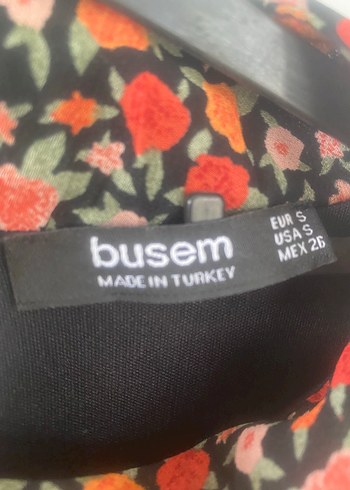 busem
MADE IN TURKEY
EUR S
USA S
MEX 26